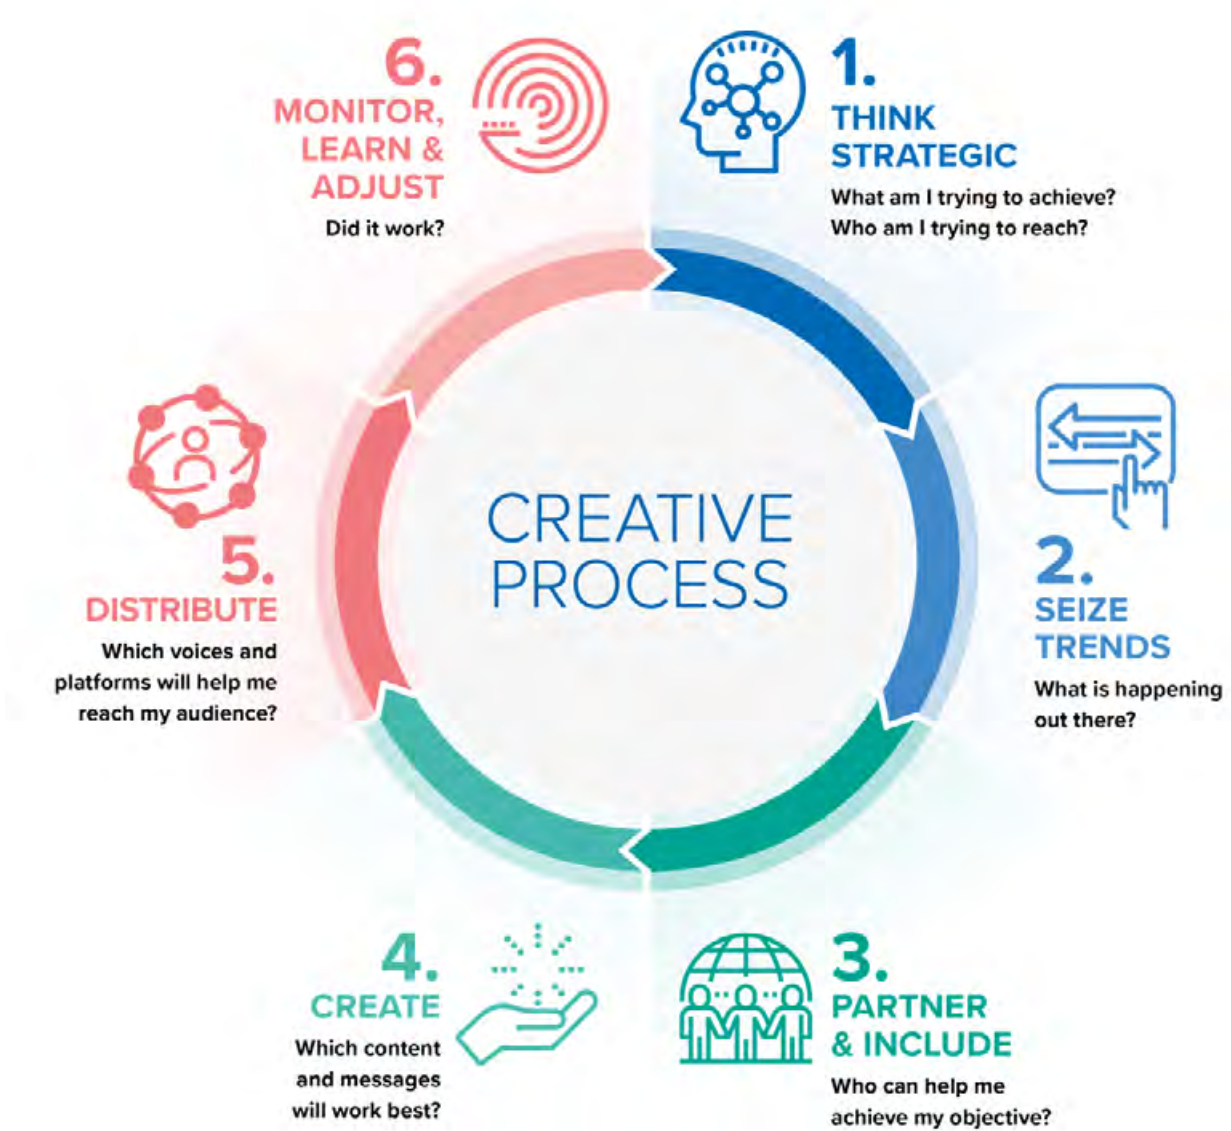 CREATIVE
PROCESS
1.
THINK
STRATEGIC
What am I trying to achieve?
Who am I trying to reach?
2.
SEIZE
TRENDS
What is happening
out there?
3.
PARTNER
& INCLUDE
Who can help me
achieve my objective?
4.
CREATE
Which content
and messages
will work best?
5.
DISTRIBUTE
Which voices and
platforms will help me
reach my audience?
6.
MONITOR,
LEARN &
ADJUST
Did it work?